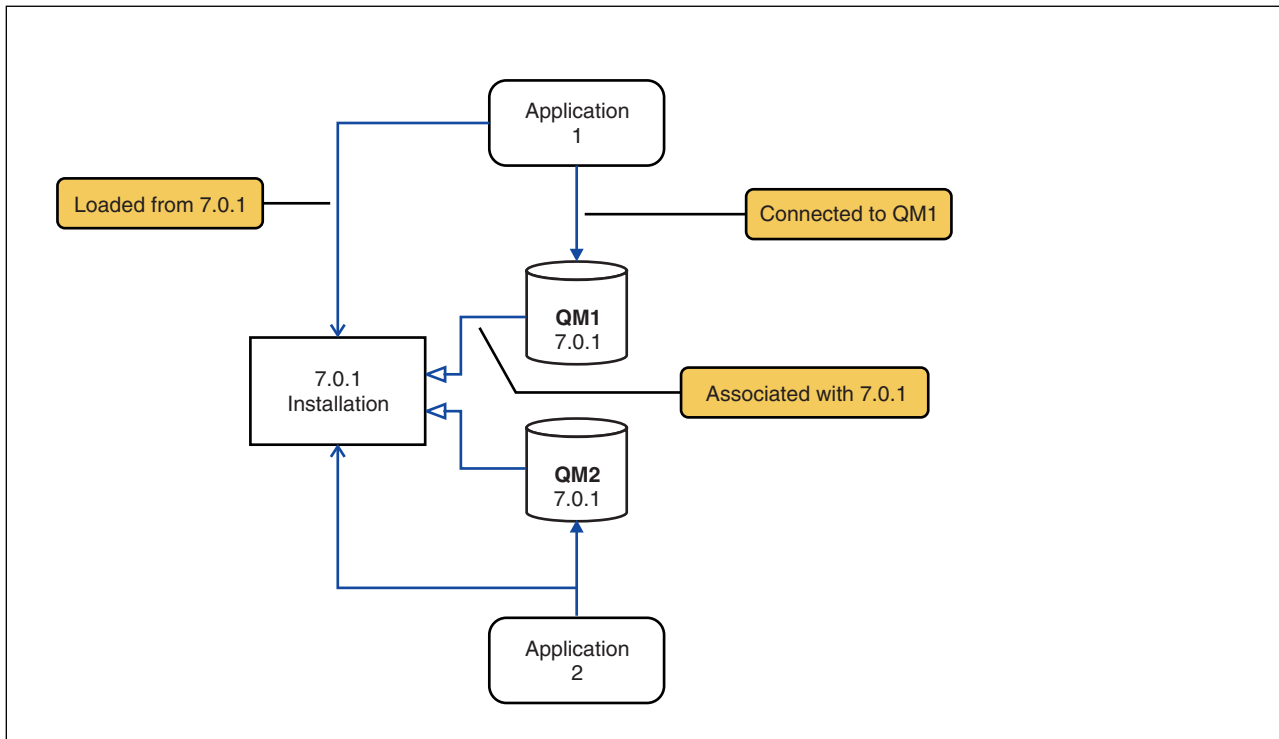 Application
1
Loaded from 7.0.1
Connected to QM1
QM1
7.0.1
7.0.1
Installation
Associated with 7.0.1
QM2
7.0.1
Application
2